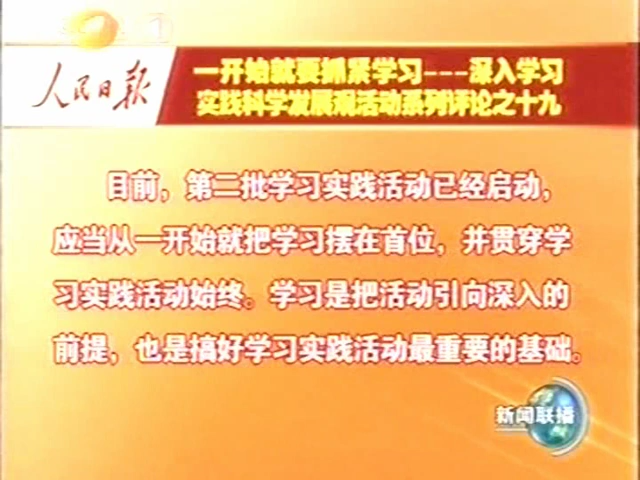 人民日报
一开始就要抓紧学习---深入学习
实践科学发展观活动系列评论之十九
目前，第二批学习实践活动已经启动，
应当从一开始就把学习摆在首位，并贯穿学
习实践活动始终。学习是把活动引向深入的
前提，也是搞好学习实践活动最重要的基础。
新闻联播